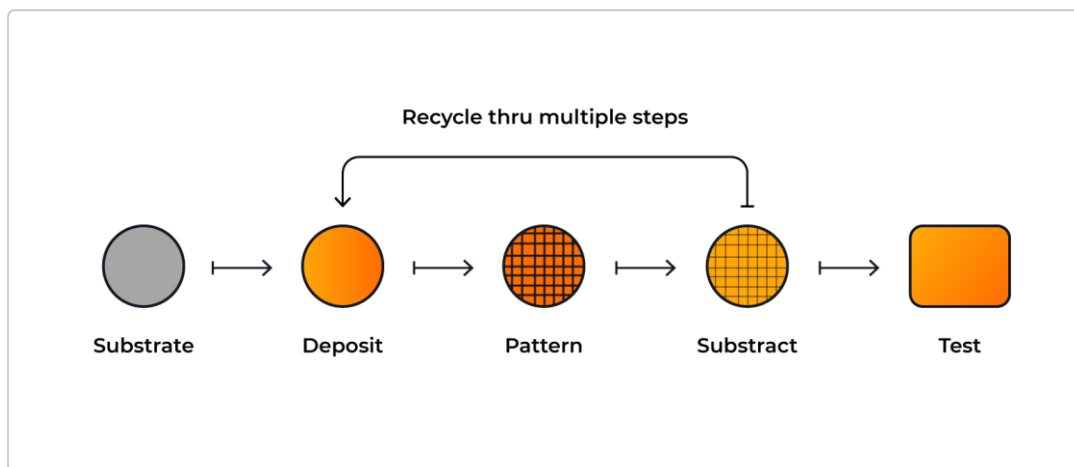 Recycle thru multiple steps
Substrate
Deposit
Pattern
Substract
Test